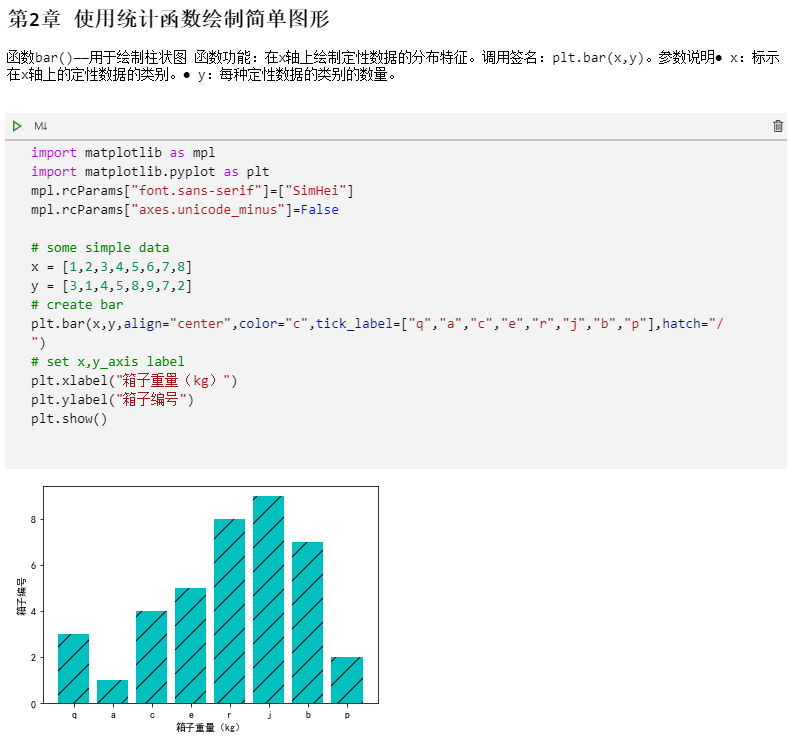 第2章 使用统计函数绘制简单图形
函数bar()——用于绘制柱状图 函数功能：在x轴上绘制定性数据的分布特征。调用签名：plt.bar(x,y)。参数说明● x：标示
在x轴上的定性数据的类别。● y：每种定性数据的类别的数量。
M↓
import matplotlib as mpl
import matplotlib.pyplot as plt
mpl.rcParams["font.sans-serif"]=["SimHei"]
mpl.rcParams["axes.unicode_minus"]=False
# some simple data
x = [1,2,3,4,5,6,7,8]
y = [3,1,4,5,8,9,7,2]
# create bar
plt.bar(x,y,align="center",color="c",tick_label=["q","a","c","e","r","j","b","p"],hatch="/
")
# set x,y_axis label
plt.xlabel("箱子重量（kg）")
plt.ylabel("箱子编号")
plt.show()
8
6
4
2
0
箱子编号
q a c e r j b p
箱子重量（kg）